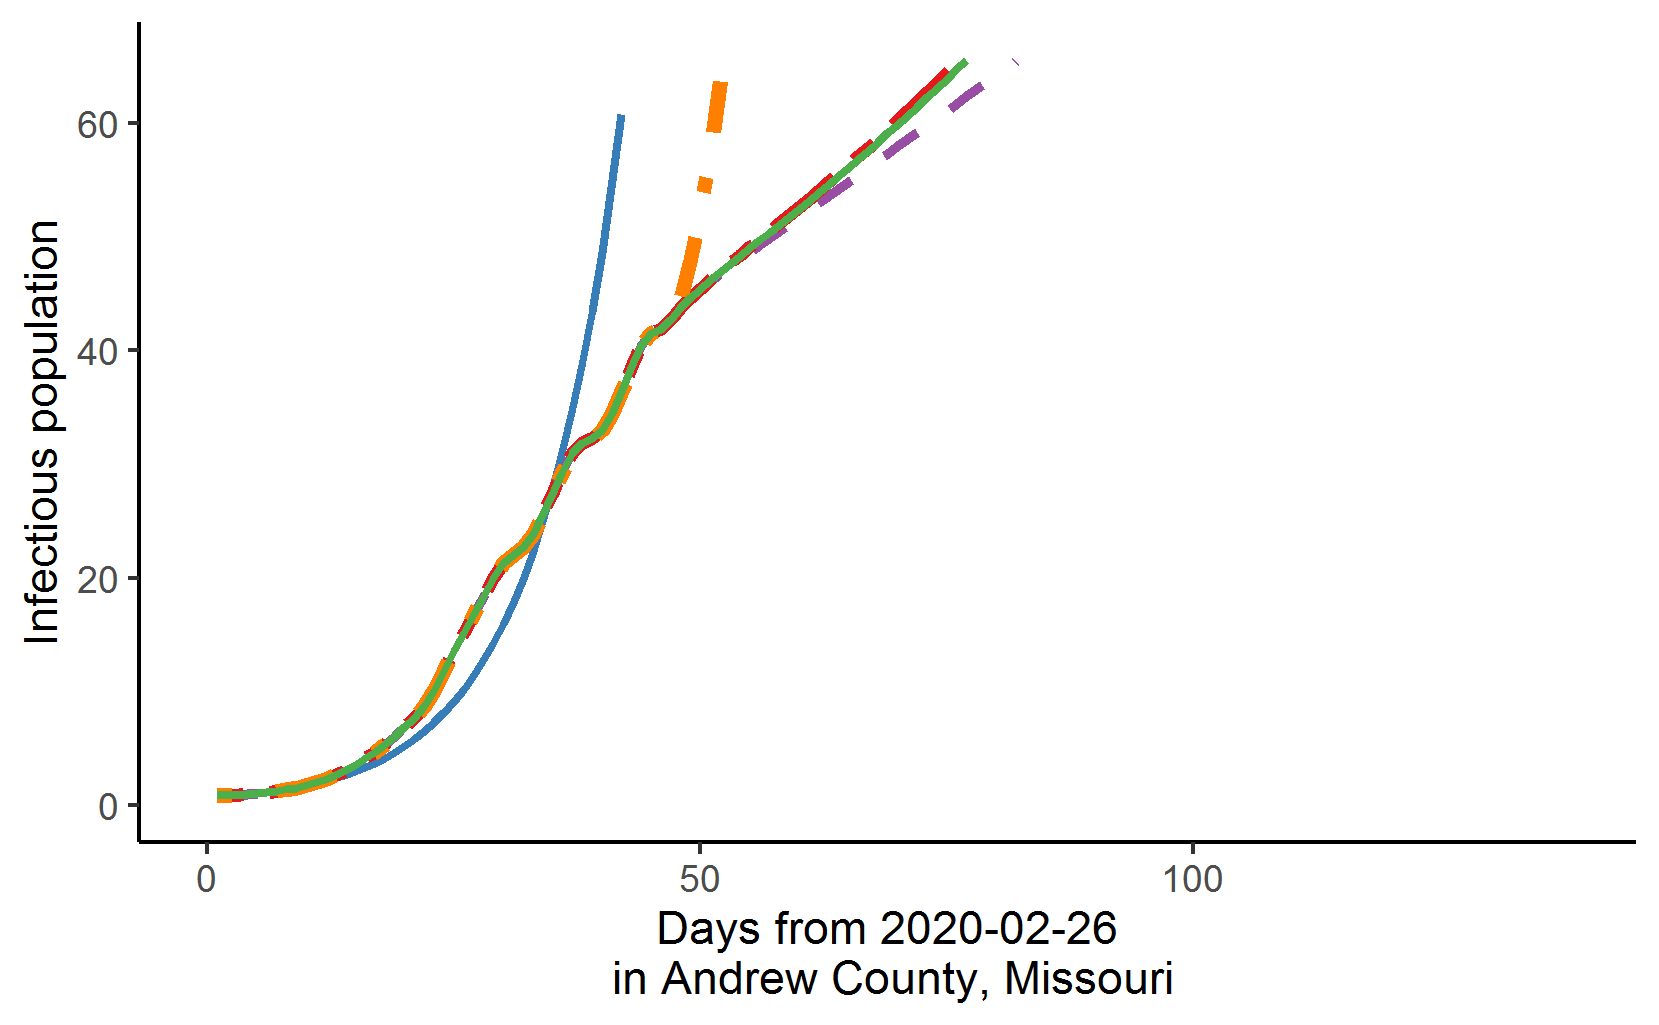 Infectious population
60
40
20
0
0 50 100
Days from 2020-02-26
in Andrew County, Missouri